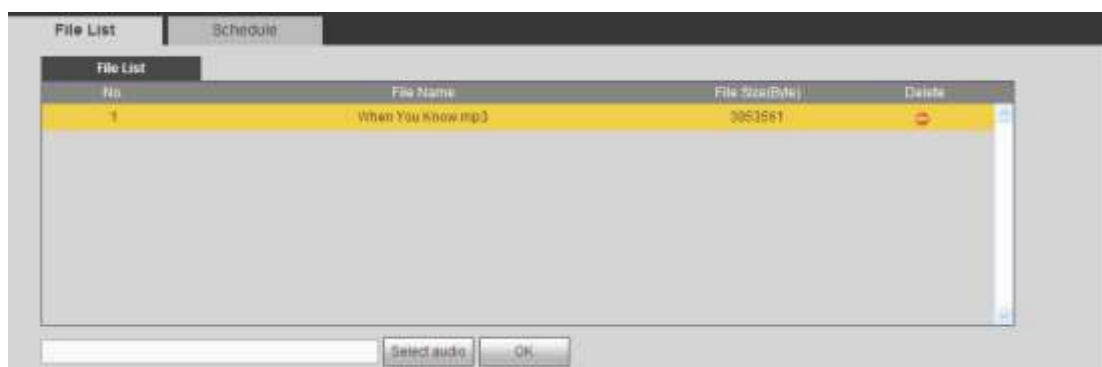 File List Schedule
File List
No. File Name File Size(Byte) Delete
1 When You Know.mp3 3953561
Select audio OK